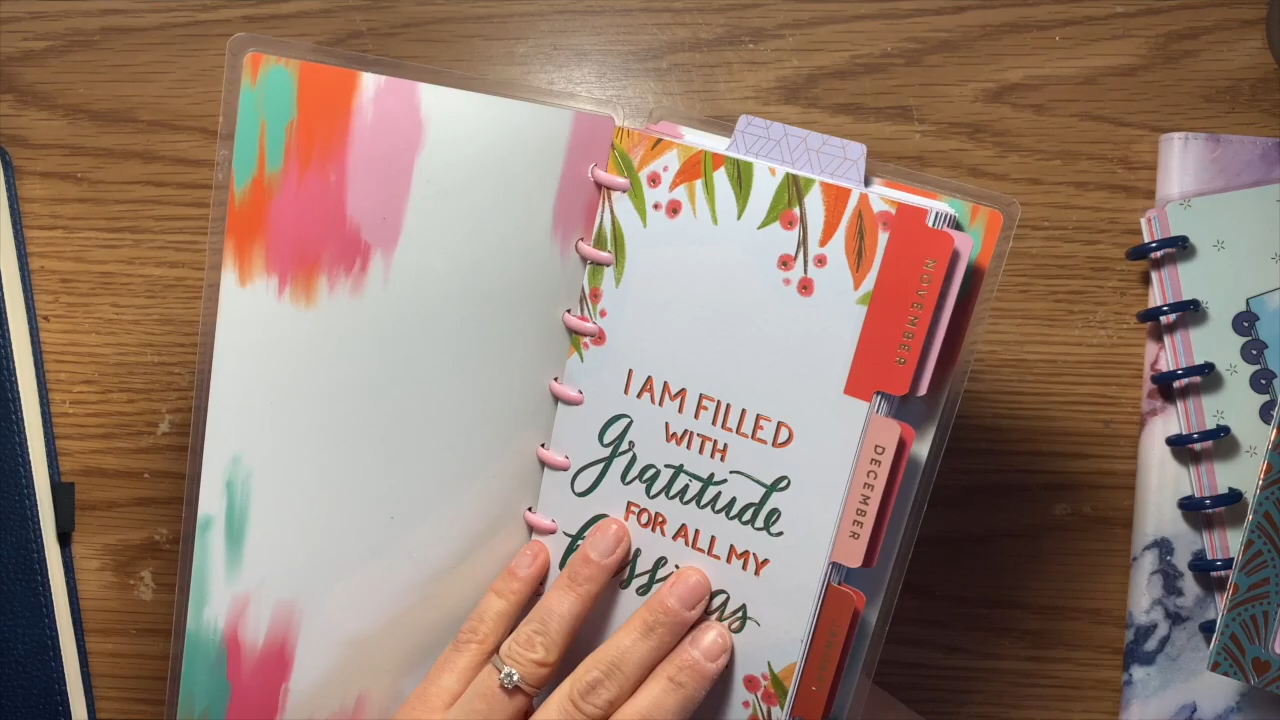 I AM FILLED
WITH
gratitude
FOR ALL MY
NOVEMBER
DECEMBER